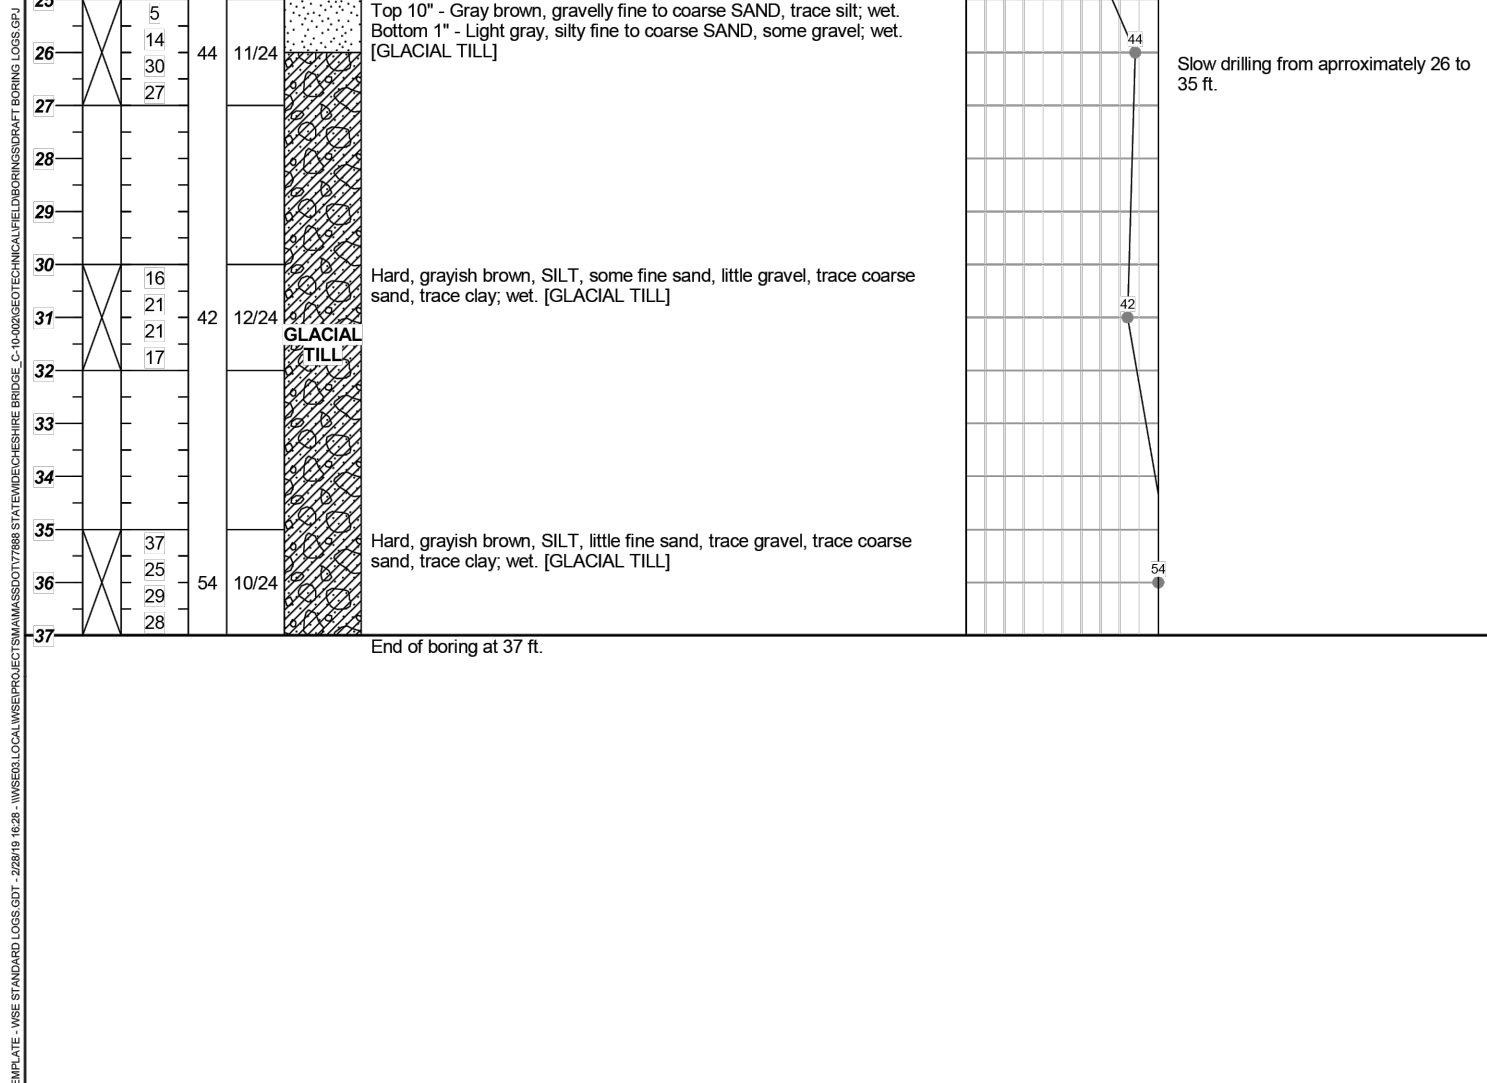 25
5
Top 10" - Gray brown, gravelly fine to coarse SAND, trace silt; wet.
14
Bottom 1" - Light gray, silty fine to coarse SAND, some gravel; wet.
44
26
44
11/24
[GLACIAL TILL]
30
Slow drilling from aprroximately 26 to
35 ft.
27
27
28
29
30
16
Hard, grayish brown, SILT, some fine sand, little gravel, trace coarse
21
sand, trace clay; wet. [GLACIAL TILL]
42
31
42
12/24
21
GLACIAL
TILL
17
32
33
34
35
37
Hard, grayish brown, SILT, little fine sand, trace gravel, trace coarse
25
sand, trace clay; wet. [GLACIAL TILL]
54
36
54
10/24
29
28
37
End of boring at 37 ft.
EMPLATE - WSE STANDARD LOGS.GDT - 2/28/19 16:28 - \\WSE03.LOCAL\WSE\PROJECTS\MA\MASSDOT\77888 STATEWIDE\CHESHIRE BRIDGE_C-10-002\GEOTECHNICAL\FIELD\BORINGS\DRAFT BORING LOGS.GPJ